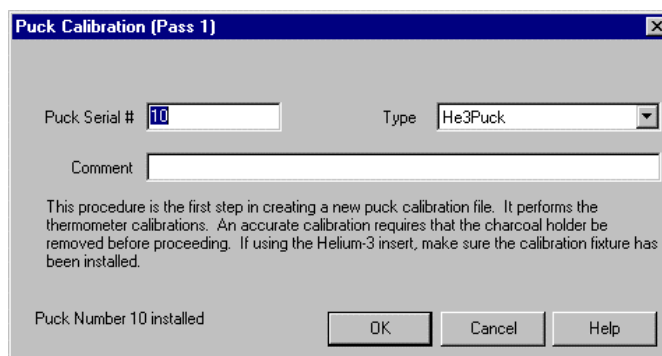 Puck Calibration (Pass 1)
Puck Serial # 10 Type He3Puck
Comment
This procedure is the first step in creating a new puck calibration file. It performs the
thermometer calibrations. An accurate calibration requires that the charcoal holder be
removed before proceeding. If using the Helium-3 insert, make sure the calibration fixture has
been installed.
Puck Number 10 installed
OK Cancel Help